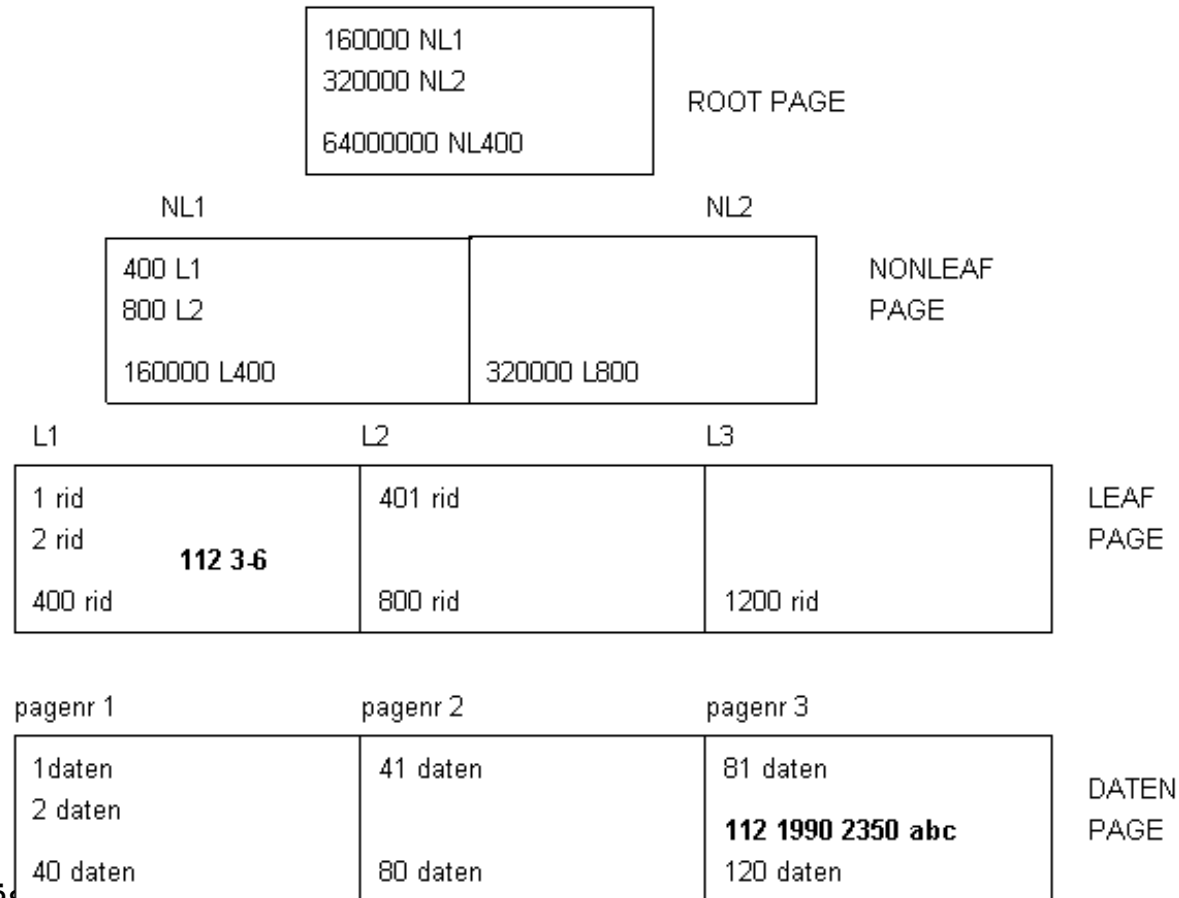 160000 NL1
320000 NL2
64000000 NL400
ROOT PAGE
NL1
NL2
400 L1
800 L2
160000 L400
320000 L800
NONLEAF
PAGE
L1
L2
L3
1 rid
2 rid
112 3-6
400 rid
401 rid
800 rid
1200 rid
LEAF
PAGE
pagenr 1
pagenr 2
pagenr 3
1daten
2 daten
40 daten
41 daten
80 daten
81 daten
112 1990 2350 abc
120 daten
DATEN
PAGE